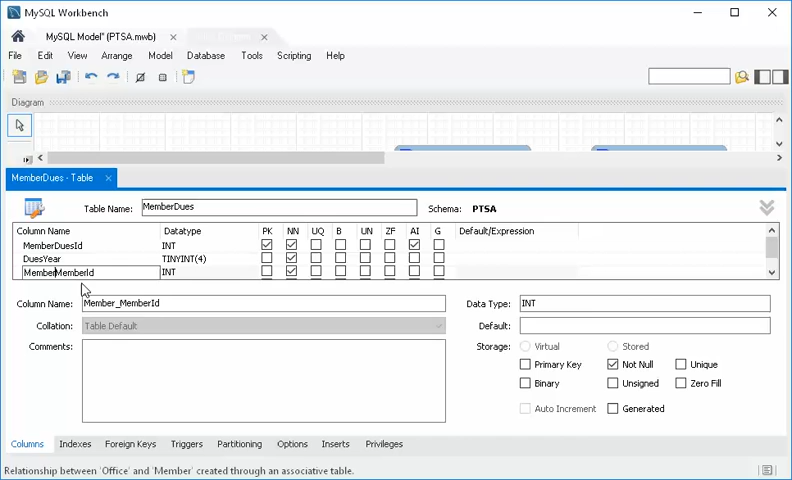 MySQL Workbench
MySQL Model* (PTSA.mwb)
File Edit View Arrange Model Database Tools Scripting Help
Diagram
MemberDues - Table
Table Name: MemberDues Schema: PTSA
Column Name Datatype PK NN UQ B UN ZF AI G Default/Expression
MemberDuesId INT
DuesYear TINYINT(4)
MemberMemberId INT
Column Name: Member_MemberId Data Type: INT
Collation: Table Default Default:
Comments: Storage: Virtual Stored
Primary Key Not Null Unique
Binary Unsigned Zero Fill
Auto Increment Generated
Columns Indexes Foreign Keys Triggers Partitioning Options Inserts Privileges
Relationship between 'Office' and 'Member' created through an associative table.